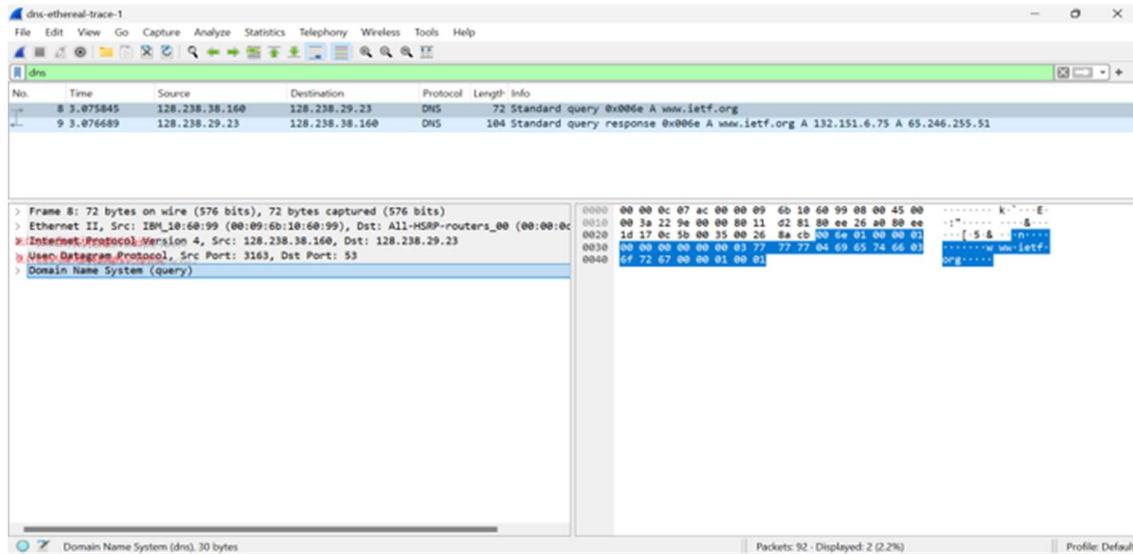 dns-ethereal-trace-1
File Edit View Go Capture Analyze Statistics Telephony Wireless Tools Help
dns
No. Time Source Destination Protocol Length Info
8 3.075845 128.238.38.160 128.238.29.23 DNS 72 Standard query 0x006e A www.ietf.org
9 3.076689 128.238.29.23 128.238.38.160 DNS 104 Standard query response 0x006e A www.ietf.org A 132.151.6.75 A 65.246.255.51
Frame 8: 72 bytes on wire (576 bits), 72 bytes captured (576 bits)
Ethernet II, Src: IBM_10:60:99 (00:09:6b:10:60:99), Dst: All-HSRP-routers_00 (00:00:0c
Internet Protocol Version 4, Src: 128.238.38.160, Dst: 128.238.29.23
User Datagram Protocol, Src Port: 3163, Dst Port: 53
Domain Name System (query)
0000 00 00 0c 07 ac 00 00 09 6b 10 60 99 08 00 45 00 ········ k·`···E·
0010 00 3a 22 9e 00 00 80 11 d2 81 80 ee 26 a0 80 ee ·:"····· ····&···
0020 1d 17 0c 5b 00 35 00 26 8a cb 00 6e 01 00 00 01 ···[·5·& ···n····
0030 00 00 00 00 00 00 03 77 77 77 04 69 65 74 66 03 ·······w ww·ietf·
0040 6f 72 67 00 00 01 00 01 org·····
Domain Name System (dns), 30 bytes
Packets: 92 · Displayed: 2 (2.2%)
Profile: Defaul